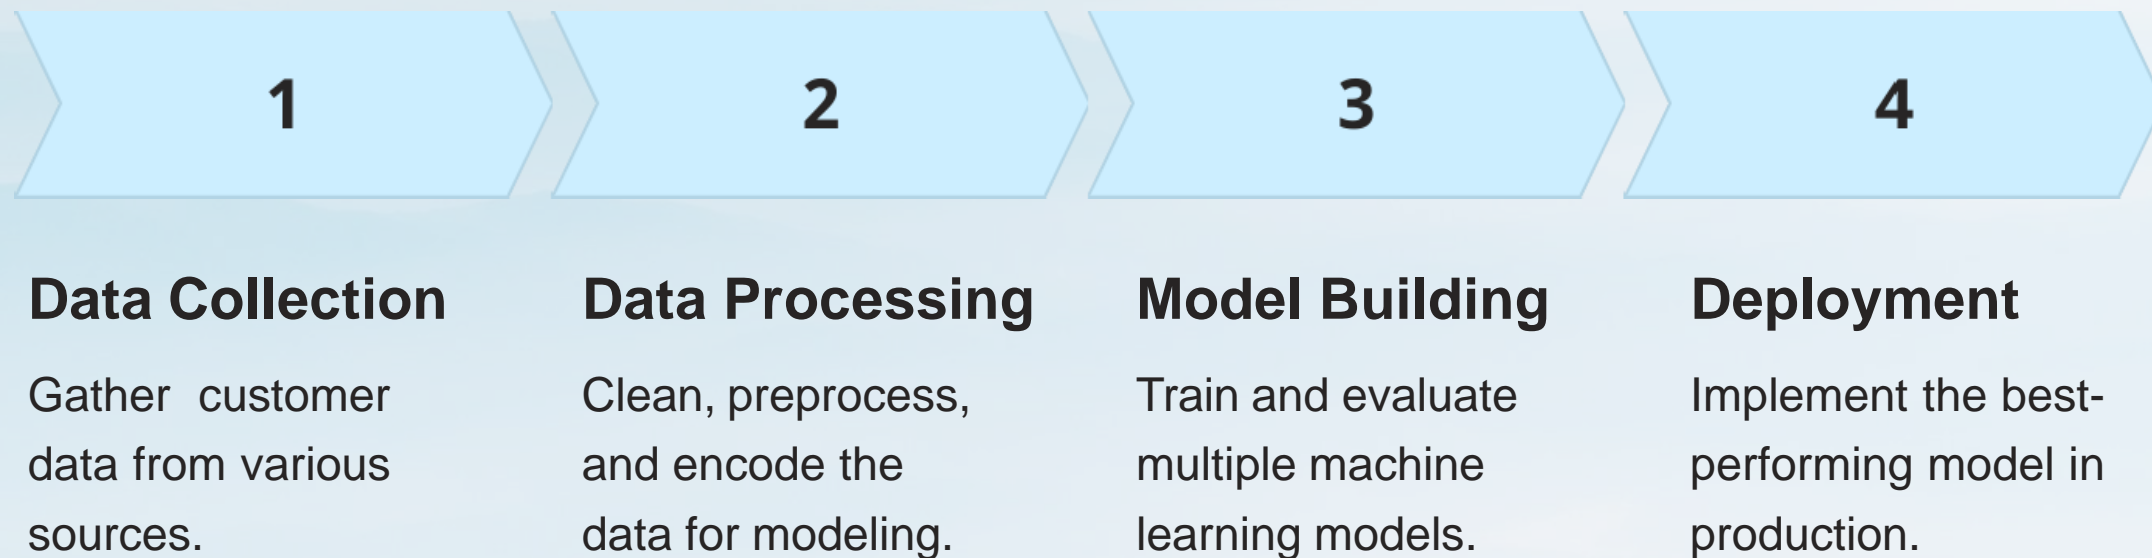 1
2
3
4
Data Collection
Gather customer
data from various
sources.
Data Processing
Clean, preprocess,
and encode the
data for modeling.
Model Building
Train and evaluate
multiple machine
learning models.
Deployment
Implement the best-
performing model in
production.